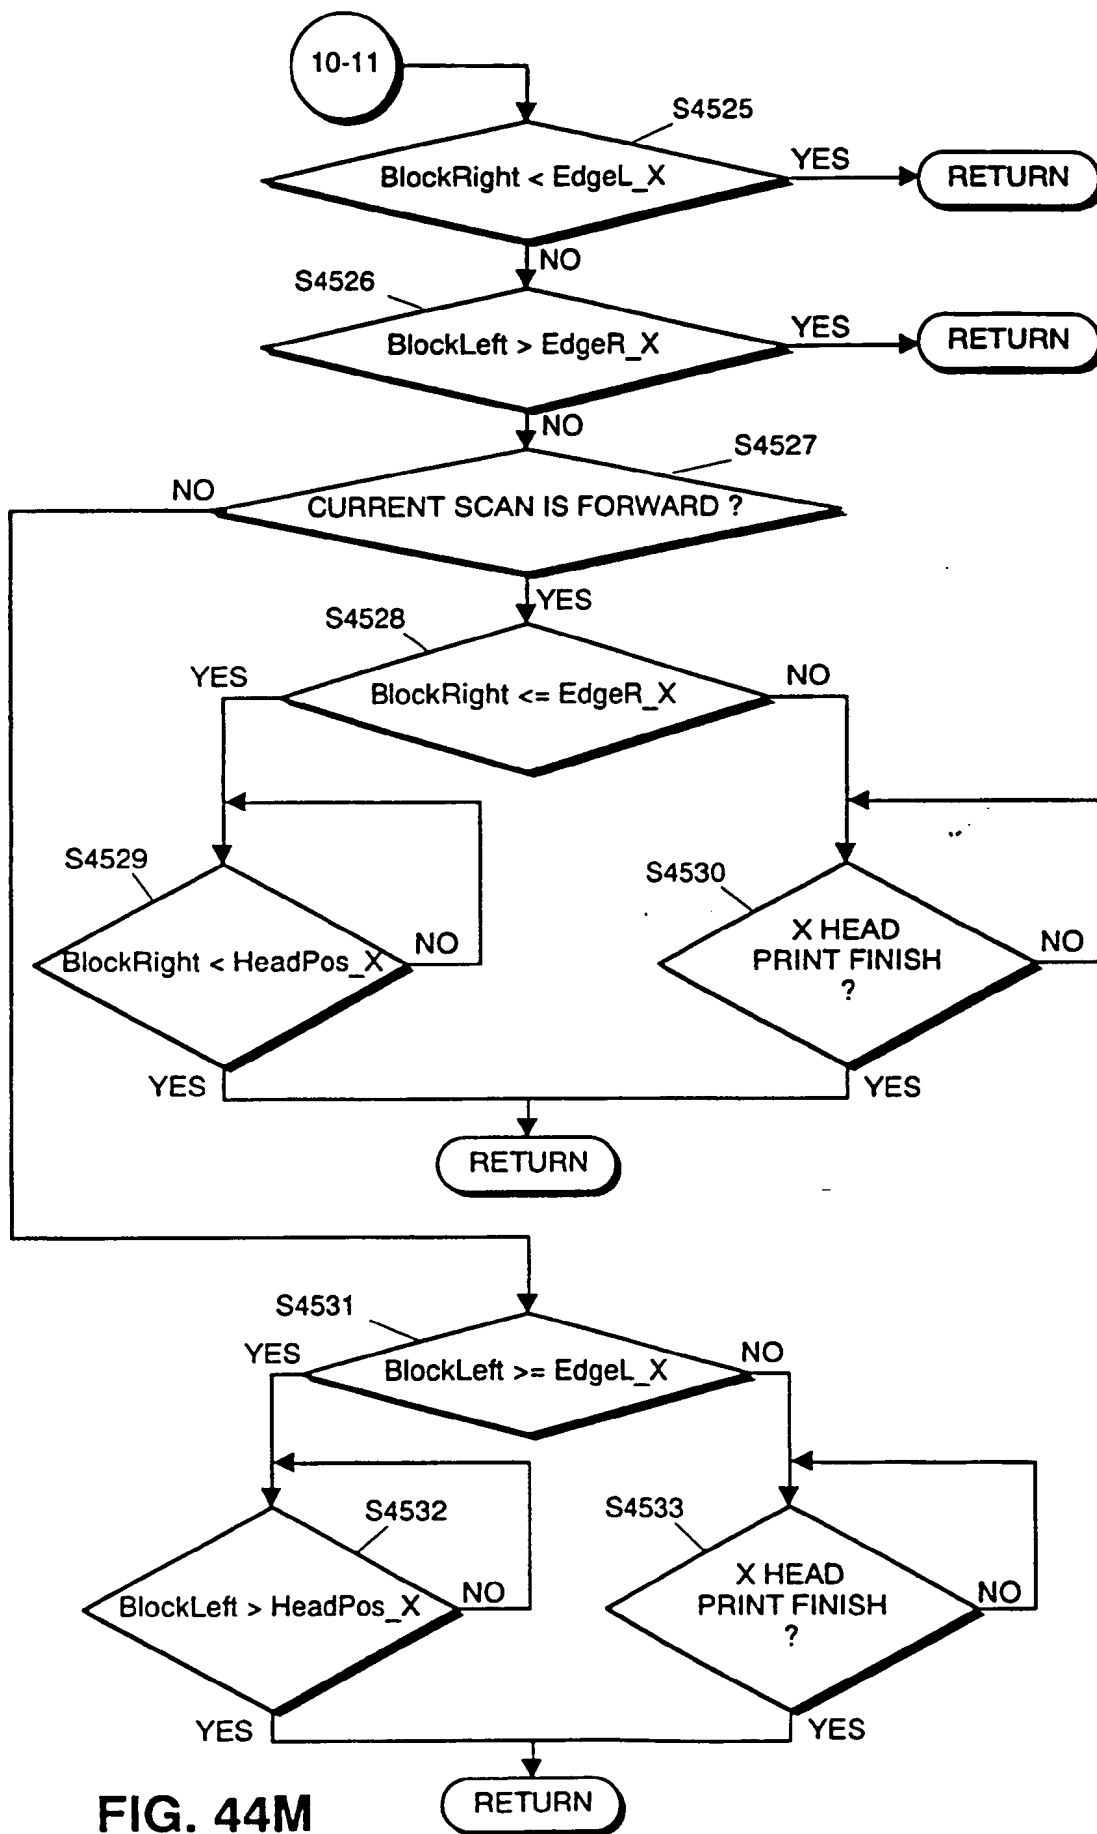 10-11
S4525
BlockRight < EdgeL_X
YES
RETURN
NO
S4526
BlockLeft > EdgeR_X
YES
RETURN
NO
S4527
NO
CURRENT SCAN IS FORWARD ?
YES
S4528
YES
BlockRight <= EdgeR_X
NO
S4529
BlockRight < HeadPos_X
NO
S4530
X HEAD
PRINT FINISH
?
NO
YES
YES
RETURN
S4531
YES
BlockLeft >= EdgeL_X
NO
S4532
BlockLeft > HeadPos_X
NO
S4533
X HEAD
PRINT FINISH
?
NO
YES
YES
RETURN
FIG. 44M